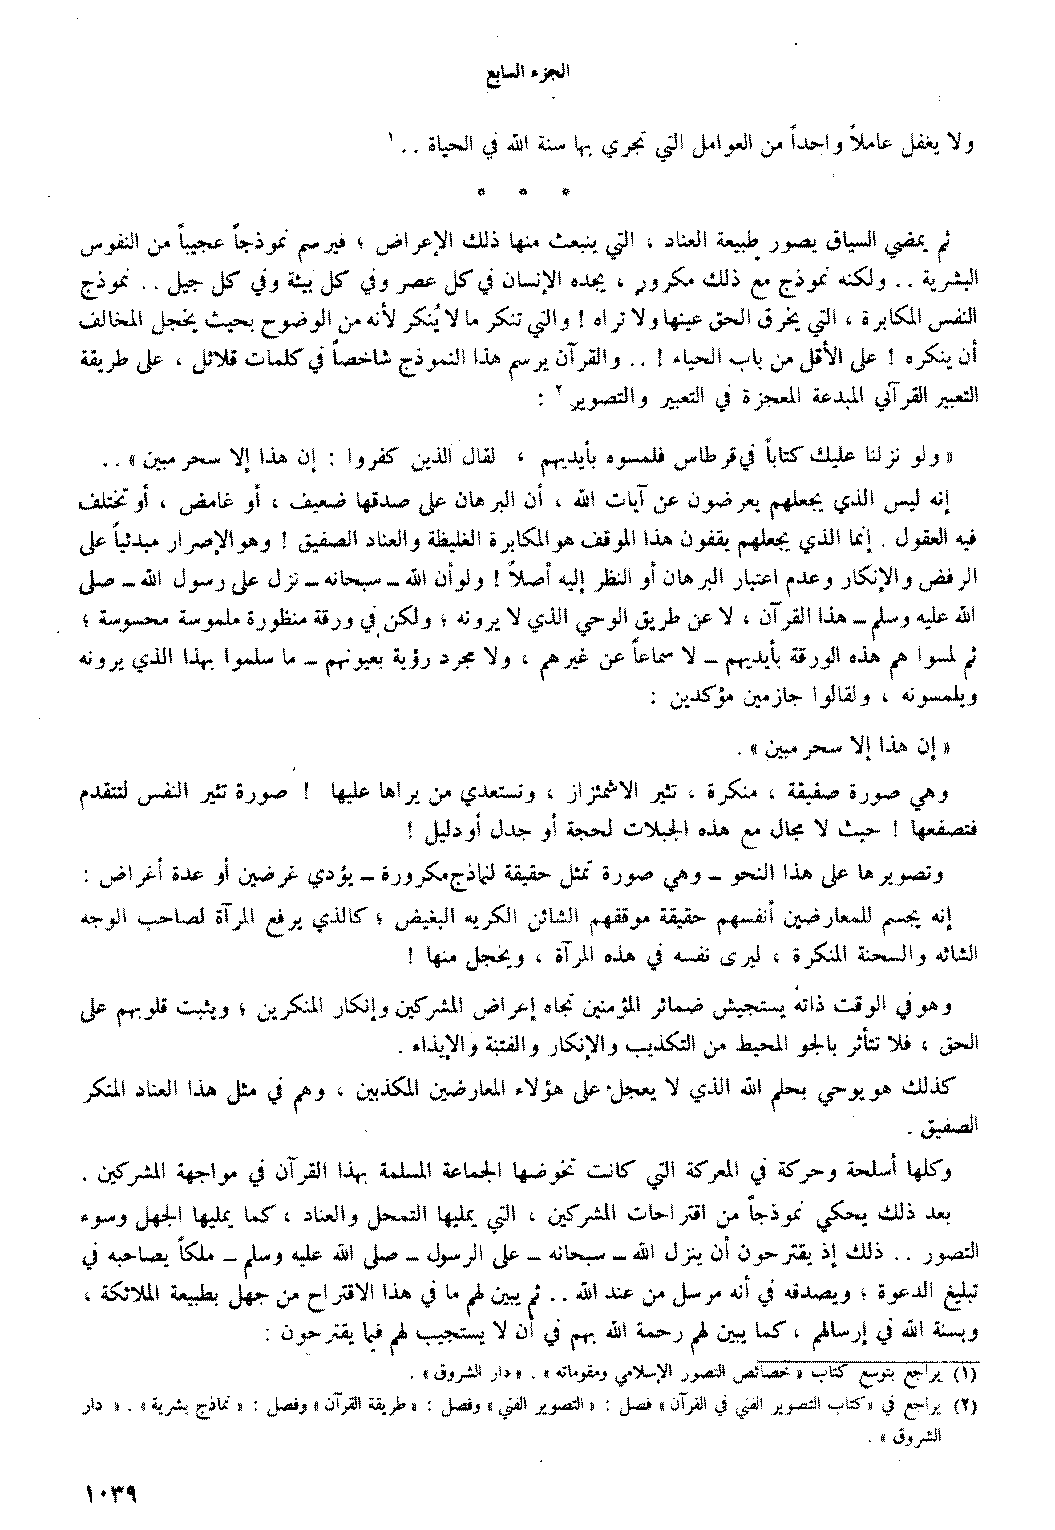 الجزء السابع
ولا يغفل عاملاً واحداً من العوامل التي تجري بها سنة الله في الحياة .. ١
* * *
ثم يمضي السياق يصور طبيعة العناد ، التي ينبعث منها ذلك الإعراض ؛ فيرسم نموذجاً عجيباً من النفوس
البشرية .. ولكنه نموذج مع ذلك مكرور ، يجده الإنسان في كل عصر وفي كل بيئة وفي كل جيل .. نموذج
النفس المكابرة ، التي يخرق الحق عينها ولا تراه ! والتي تنكر ما لا يُنكر لأنه من الوضوح بحيث يخجل المخالف
أن ينكره ! على الأقل من باب الحياء ! .. والقرآن يرسم هذا النموذج شاخصاً في كلمات قلائل ، على طريقة
التعبير القرآني المبدعة المعجزة في التعبير والتصوير ٢ :
« ولو نزلنا عليك كتاباً في قرطاس فلمسوه بأيديهم ، لقال الذين كفروا : إن هذا إلا سحر مبين » ..
إنه ليس الذي يجعلهم يعرضون عن آيات الله ، أن البرهان على صدقها ضعيف ، أو غامض ، أو تختلف
فيه العقول . إنما الذي يجعلهم يقفون هذا الموقف هو المكابرة الغليظة والعناد الصفيق ! وهو الإصرار مبدئياً على
الرفض والإنكار وعدم اعتبار البرهان أو النظر إليه أصلاً ! ولو أن الله – سبحانه – نزل على رسول الله – صلى
الله عليه وسلم – هذا القرآن ، لا عن طريق الوحي الذي لا يرونه ؛ ولكن في ورقة منظورة ملموسة محسوسة ؛
ثم لمسوا هم هذه الورقة بأيديهم – لا سماعاً عن غيرهم ، ولا مجرد رؤية بعيونهم – ما سلموا بهذا الذي يرونه
ويلمسونه ، ولقالوا جازمين مؤكدين :
« إن هذا إلا سحر مبين » .
وهي صورة صفيقة ، منكرة ، تثير الاشمئزاز ، وتستعدي من يراها عليها ! صورة تثير النفس لتتقدم
فتصفعها ! حيث لا مجال مع هذه الجبلات لحجة أو جدل أو دليل !
وتصويرها على هذا النحو – وهي صورة تمثل حقيقة لنماذج مكرورة – يؤدي غرضين أو عدة أغراض :
إنه يجسم للمعارضين أنفسهم حقيقة موقفهم الشائن الكريه البغيض ؛ كالذي يرفع المرآة لصاحب الوجه
الشائه والسحنة المنكرة ، ليرى نفسه في هذه المرآة ، ويخجل منها !
وهو في الوقت ذاته يستجيش ضمائر المؤمنين تجاه إعراض المشركين وإنكار المنكرين ؛ ويثبت قلوبهم على
الحق ، فلا تتأثر بالجو المحيط من التكذيب والإنكار والفتنة والإيذاء .
كذلك هو يوحي بحلم الله الذي لا يعجل على هؤلاء المعارضين المكذبين ، وهم في مثل هذا العناد المنكر
الصفيق .
وكلها أسلحة وحركة في المعركة التي كانت تخوضها الجماعة المسلمة بهذا القرآن في مواجهة المشركين .
بعد ذلك يحكي نموذجاً من اقتراحات المشركين ، التي يمليها التمحل والعناد ، كما يمليها الجهل وسوء
التصور .. ذلك إذ يقترحون أن ينزل الله – سبحانه – على الرسول – صلى الله عليه وسلم – ملكاً يصاحبه في
تبليغ الدعوة ؛ ويصدقه في أنه مرسل من عند الله .. ثم يبين لهم ما في هذا الاقتراح من جهل بطبيعة الملائكة ،
وبسنة الله في إرسالهم ، كما يبين لهم رحمة الله بهم في أن لا يستجيب لهم فيما يقترحون :
(١) يراجع بتوسع كتاب « خصائص التصور الإسلامي ومقوماته » . « دار الشروق » .
(٢) يراجع في « كتاب التصوير الفني في القرآن » فصل : « التصوير الفني » وفصل : « طريقة القرآن » وفصل : « نماذج بشرية » . « دار
الشروق » .
١٠٣٩